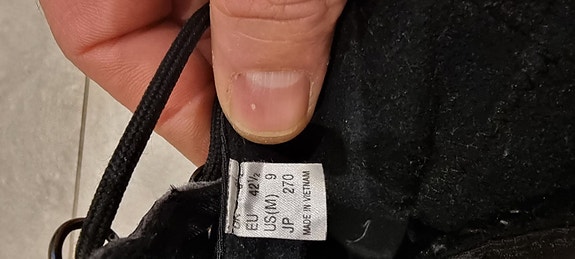 EU 42½
US(M) 9
JP 270
MADE IN VIETNAM